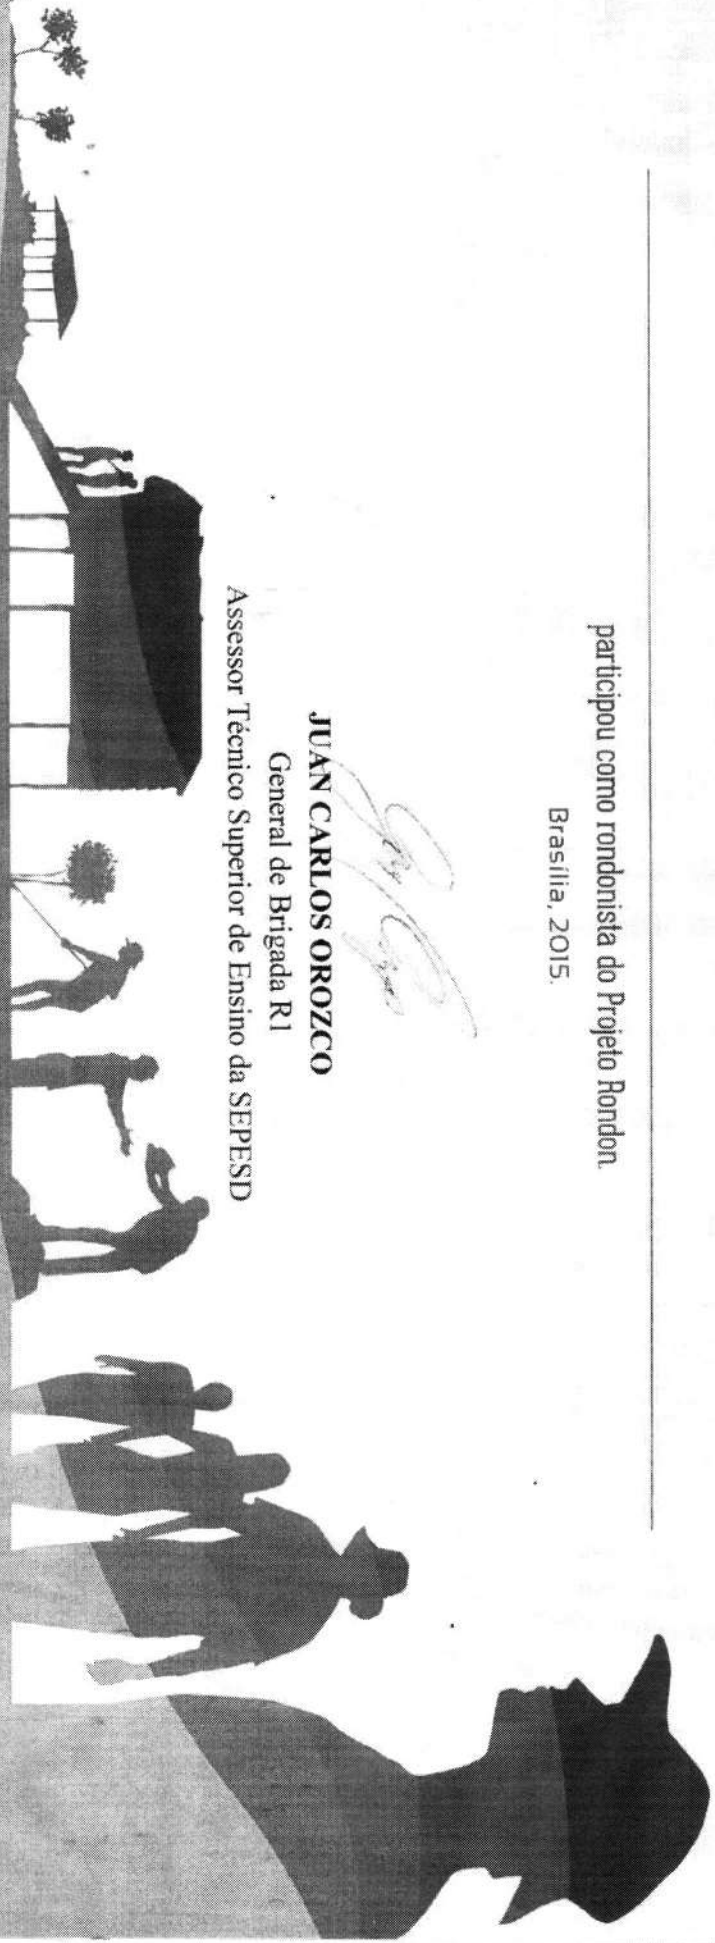 participou como rondonista do Projeto Rondon.
Brasília, 2015.
JUAN CARLOS OROZCO
General de Brigada R1
Assessor Técnico Superior de Ensino da SEPESD